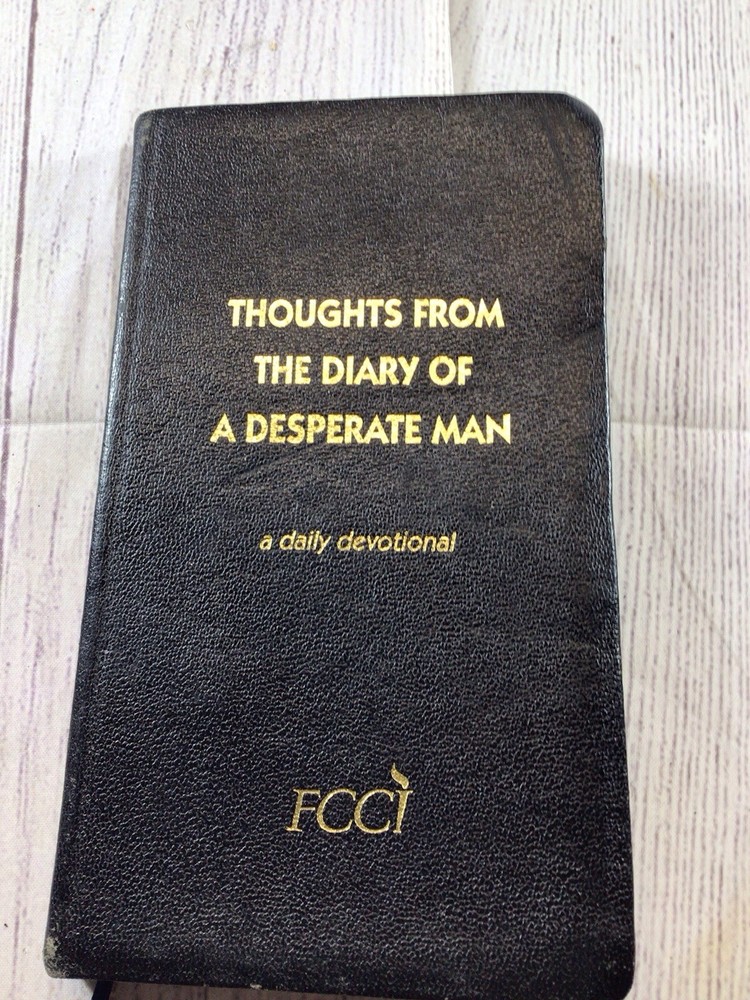 THOUGHTS FROM
THE DIARY OF
A DESPERATE MAN
a daily devotional
FCCI